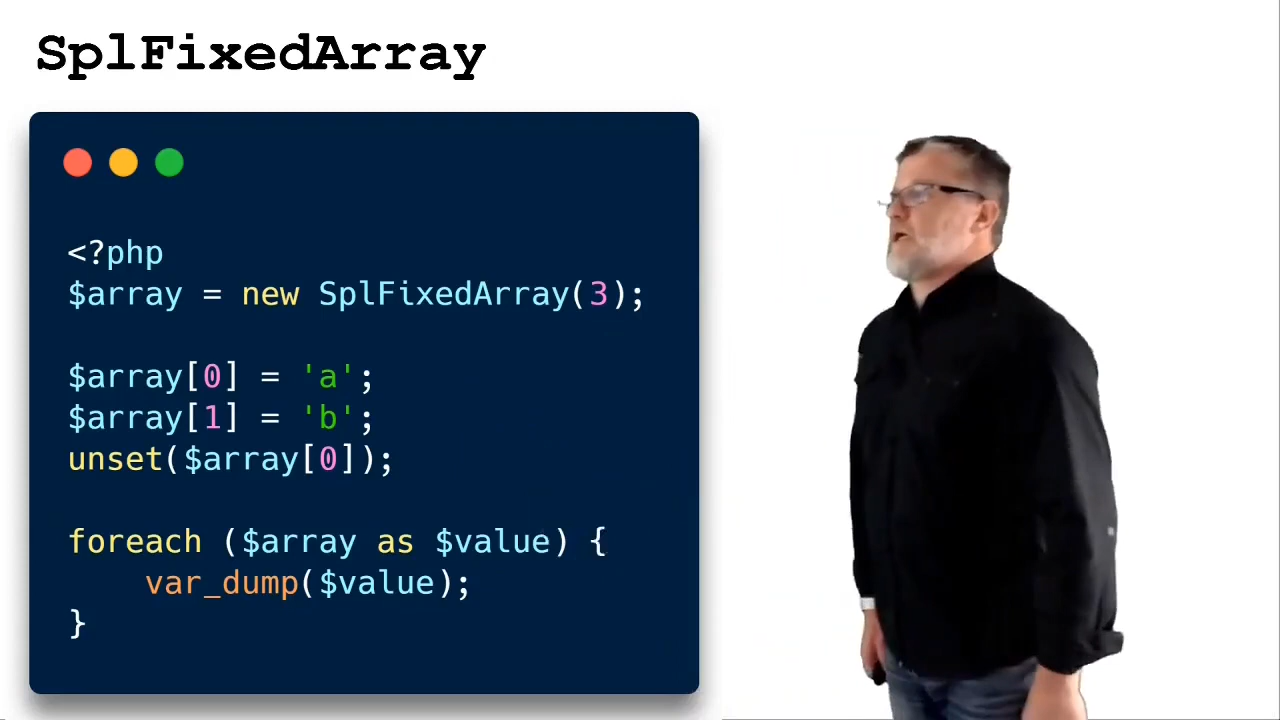 SplFixedArray
<?php
$array = new SplFixedArray(3);
$array[0] = 'a';
$array[1] = 'b';
unset($array[0]);
foreach ($array as $value) {
    var_dump($value);
}